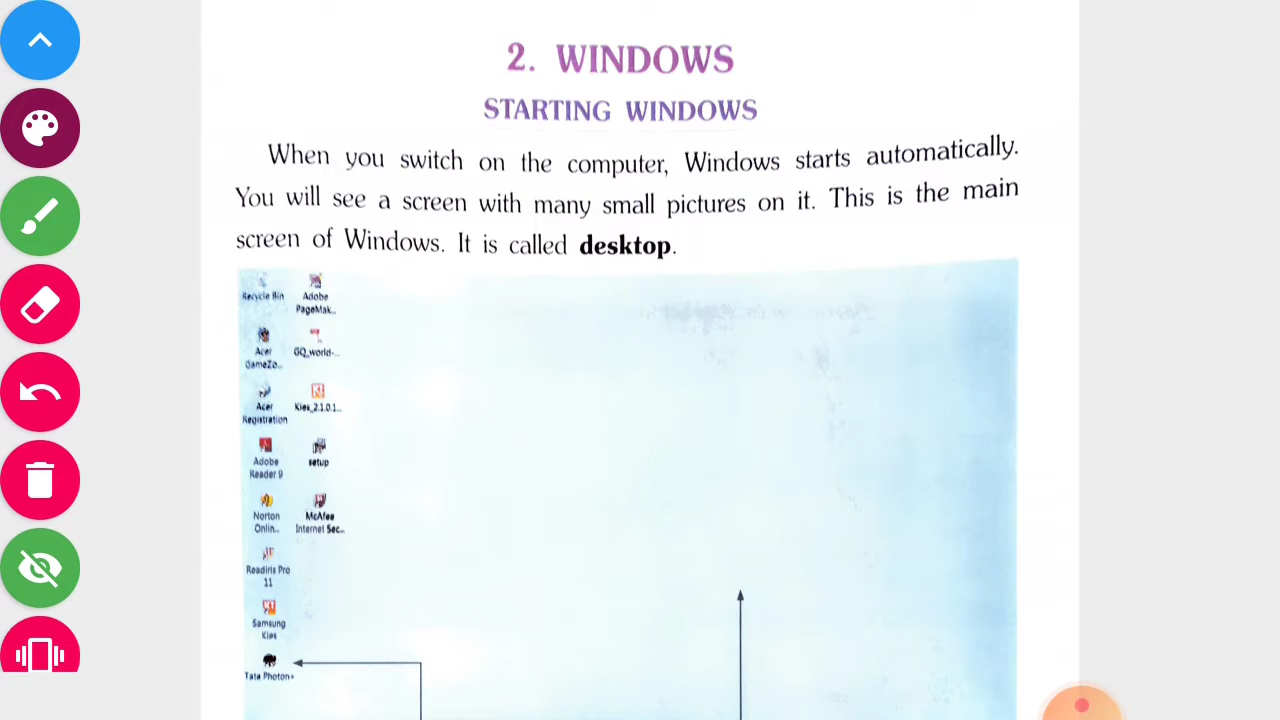 2. WINDOWS
STARTING WINDOWS
When you switch on the computer, Windows starts automatically.
You will see a screen with many small pictures on it. This is the main
screen of Windows. It is called desktop.
Recycle Bin
Adobe
PageMak...
Acer
GameZo...
GQ_world-...
Acer
Registration
Kies_2.1.0.1...
Adobe
Reader 9
setup
Norton
Onlin...
McAfee
Internet Sec...
Readiris Pro
11
Samsung
Kies
Tata Photon+